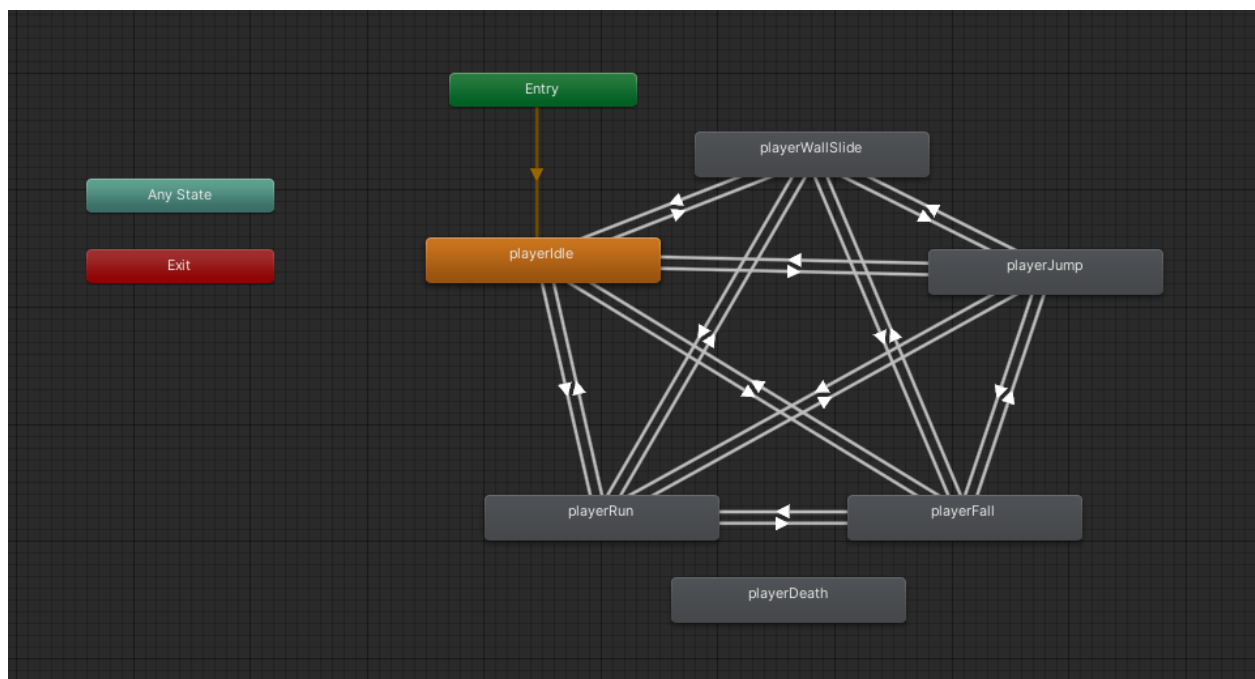 Entry
playerWallSlide
Any State
playerIdle
Exit
playerJump
playerRun
playerFall
playerDeath